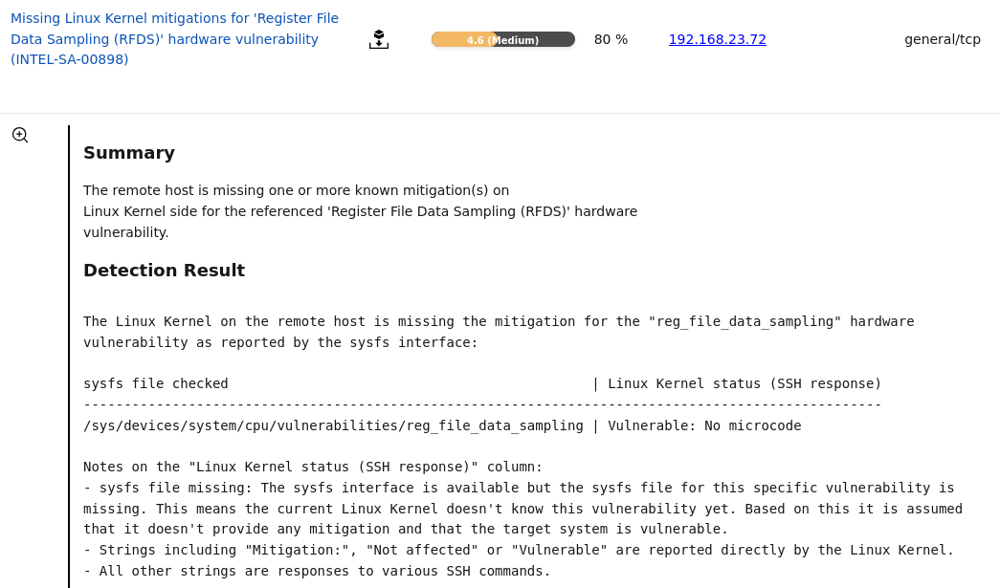 Missing Linux Kernel mitigations for 'Register File
Data Sampling (RFDS)' hardware vulnerability
(INTEL-SA-00898)
4.6 (Medium)
80 %
192.168.23.72
general/tcp
Summary
The remote host is missing one or more known mitigation(s) on
Linux Kernel side for the referenced 'Register File Data Sampling (RFDS)' hardware
vulnerability.
Detection Result
The Linux Kernel on the remote host is missing the mitigation for the "reg_file_data_sampling" hardware
vulnerability as reported by the sysfs interface:
sysfs file checked                                             | Linux Kernel status (SSH response)
---------------------------------------------------------------------------------------------------
/sys/devices/system/cpu/vulnerabilities/reg_file_data_sampling | Vulnerable: No microcode
Notes on the "Linux Kernel status (SSH response)" column:
- sysfs file missing: The sysfs interface is available but the sysfs file for this specific vulnerability is
missing. This means the current Linux Kernel doesn't know this vulnerability yet. Based on this it is assumed
that it doesn't provide any mitigation and that the target system is vulnerable.
- Strings including "Mitigation:", "Not affected" or "Vulnerable" are reported directly by the Linux Kernel.
- All other strings are responses to various SSH commands.